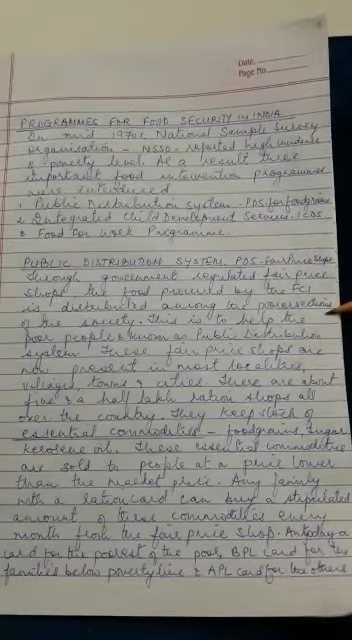 Date.
Page No.
PROGRAMMES FOR FOOD SECURITY IN INDIA
In mid 1970s National Sample Survey
Organisation - NSSO - reported high incidence
of poverty level. As a result three
important food intervention programmes
were introduced
1. Public Distribution System - PDS for foodgrains
2. Integrated Child Development Services - ICDS
3. Food for work Programme.
PUBLIC DISTRIBUTION SYSTEM, PDS - Fair Price Shops
Through government regulated fair price
shops the food procured by the FCI
is distributed among the poor sections
of the society. This is to help the
poor people & known as Public Distribution
system. These fair price shops are
now present in most localities,
villages, towns & cities. There are about
five & a half lakh ration shops all
over the country. They keep stock of
essential commodities - foodgrains, sugar
kerosene oil. These essential commodities
are sold to people at a price lower
than the market price. Any family
with a ration card can buy a stipulated
amount of these commodities every
month from the fair price shop. Antodaya
card for the poorest of the poor, BPL card for the
families below poverty line & APL card for the others